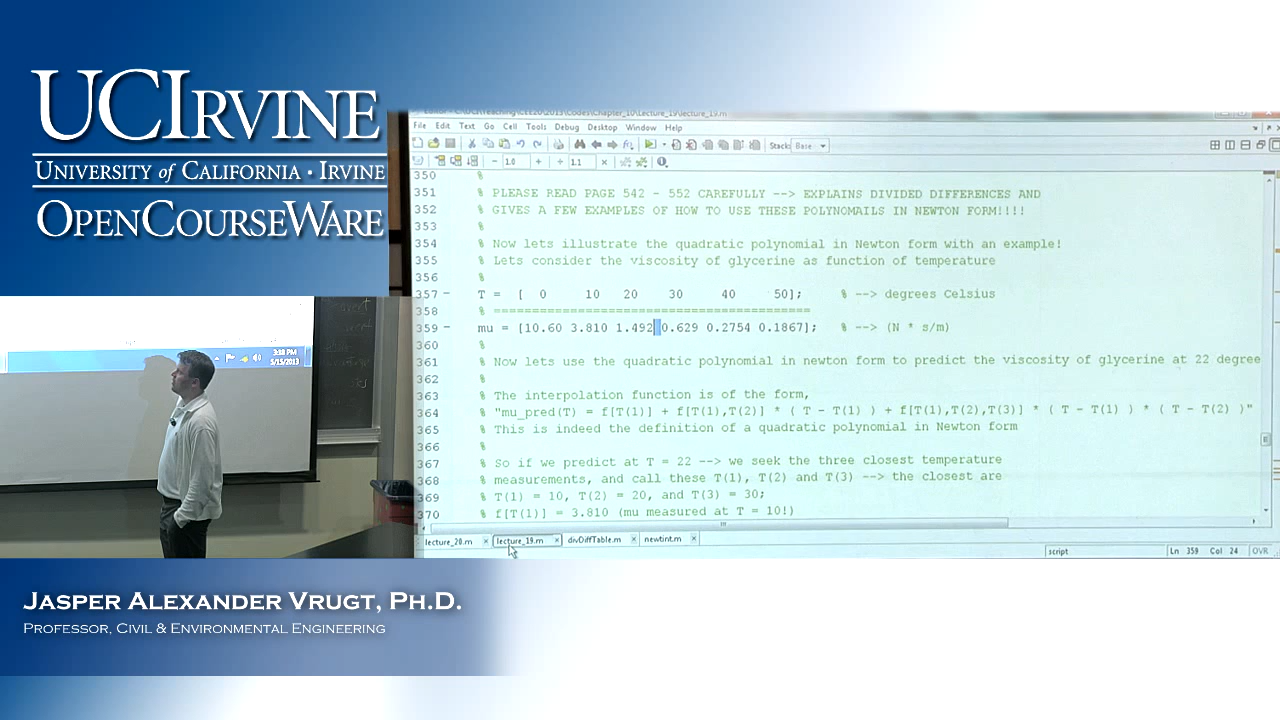 UCIRVINE
UNIVERSITY of CALIFORNIA · IRVINE
OPENCOURSEWARE
3:18 PM
5/15/2013
File Edit Text Go Cell Tools Debug Desktop Window Help
Stack: Base
1.0 1.1
350 %
351 % PLEASE READ PAGE 542 - 552 CAREFULLY --> EXPLAINS DIVIDED DIFFERENCES AND
352 % GIVES A FEW EXAMPLES OF HOW TO USE THESE POLYNOMAILS IN NEWTON FORM!!!!
353 %
354 % Now lets illustrate the quadratic polynomial in Newton form with an example!
355 % Lets consider the viscosity of glycerine as function of temperature
356 %
357 - T = [ 0 10 20 30 40 50]; % --> degrees Celsius
358 % =========================================
359 - mu = [10.60 3.810 1.492 0.629 0.2754 0.1867]; % --> (N * s/m)
360 %
361 % Now lets use the quadratic polynomial in newton form to predict the viscosity of glycerine at 22 degree
362 %
363 % The interpolation function is of the form,
364 % "mu_pred(T) = f[T(1)] + f[T(1),T(2)] * ( T - T(1) ) + f[T(1),T(2),T(3)] * ( T - T(1) ) * ( T - T(2) )"
365 % This is indeed the definition of a quadratic polynomial in Newton form
366 %
367 % So if we predict at T = 22 --> we seek the three closest temperature
368 % measurements, and call these T(1), T(2) and T(3) --> the closest are
369 % T(1) = 10, T(2) = 20, and T(3) = 30;
370 % f[T(1)] = 3.810 (mu measured at T = 10!)
lecture_20.m lecture_19.m divDiffTable.m newtint.m
script Ln 359 Col 24 OVR
JASPER ALEXANDER VRUGT, PH.D.
PROFESSOR, CIVIL & ENVIRONMENTAL ENGINEERING